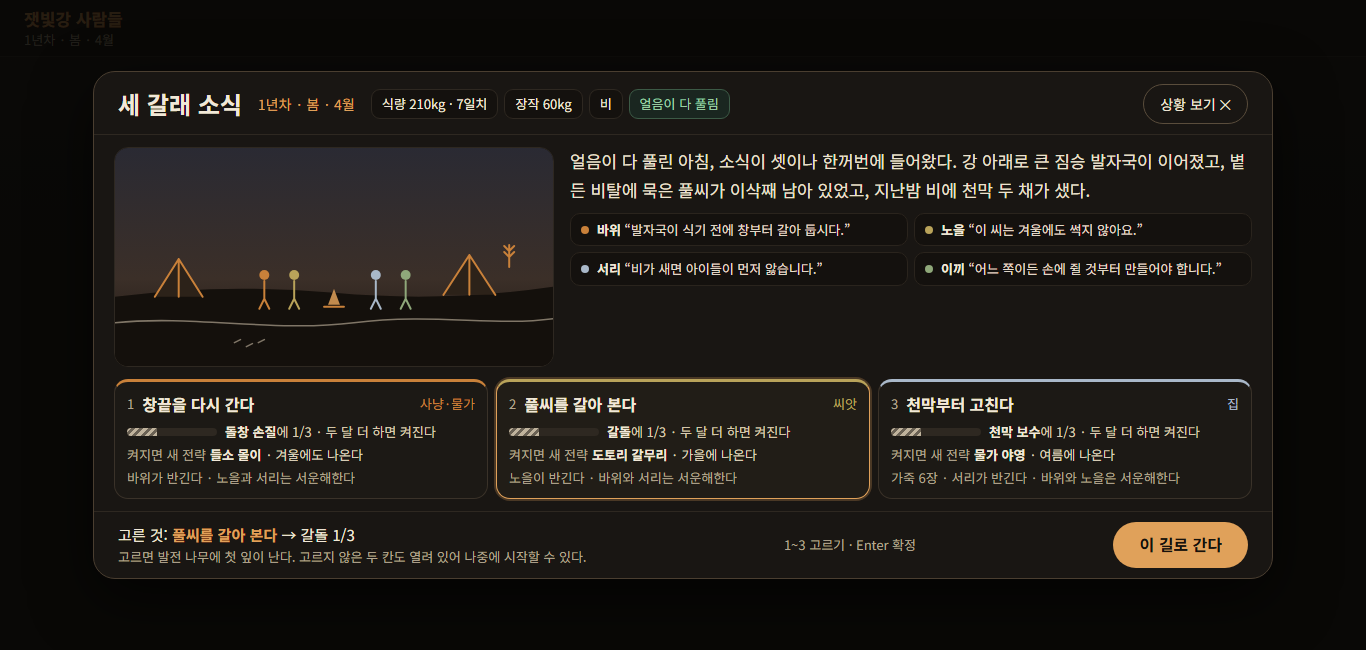 잿빛강 사람들
1년차 · 봄 · 4월
세 갈래 소식 1년차 · 봄 · 4월 식량 210kg · 7일치 장작 60kg 비 얼음이 다 풀림 상황 보기 ✕
얼음이 다 풀린 아침, 소식이 셋이나 한꺼번에 들어왔다. 강 아래로 큰 짐승 발자국이 이어졌고, 볕
든 비탈에 묵은 풀씨가 이삭째 남아 있었고, 지난밤 비에 천막 두 채가 샜다.
바위 “발자국이 식기 전에 창부터 갈아 둡시다.” 노을 “이 씨는 겨울에도 썩지 않아요.”
서리 “비가 새면 아이들이 먼저 앓습니다.” 이끼 “어느 쪽이든 손에 쥘 것부터 만들어야 합니다.”
1 창끝을 다시 간다 사냥·물가
돌창 손질에 1/3 · 두 달 더 하면 켜진다
켜지면 새 전략 들소 몰이 · 겨울에도 나온다
바위가 반긴다 · 노을과 서리는 서운해한다
2 풀씨를 갈아 본다 씨앗
갈돌에 1/3 · 두 달 더 하면 켜진다
켜지면 새 전략 도토리 갈무리 · 가을에 나온다
노을이 반긴다 · 바위와 서리는 서운해한다
3 천막부터 고친다 집
천막 보수에 1/3 · 두 달 더 하면 켜진다
켜지면 새 전략 물가 야영 · 여름에 나온다
가죽 6장 · 서리가 반긴다 · 바위와 노을은 서운해한다
고른 것: 풀씨를 갈아 본다 → 갈돌 1/3
고르면 발전 나무에 첫 잎이 난다. 고르지 않은 두 칸도 열려 있어 나중에 시작할 수 있다.
1~3 고르기 · Enter 확정
이 길로 간다